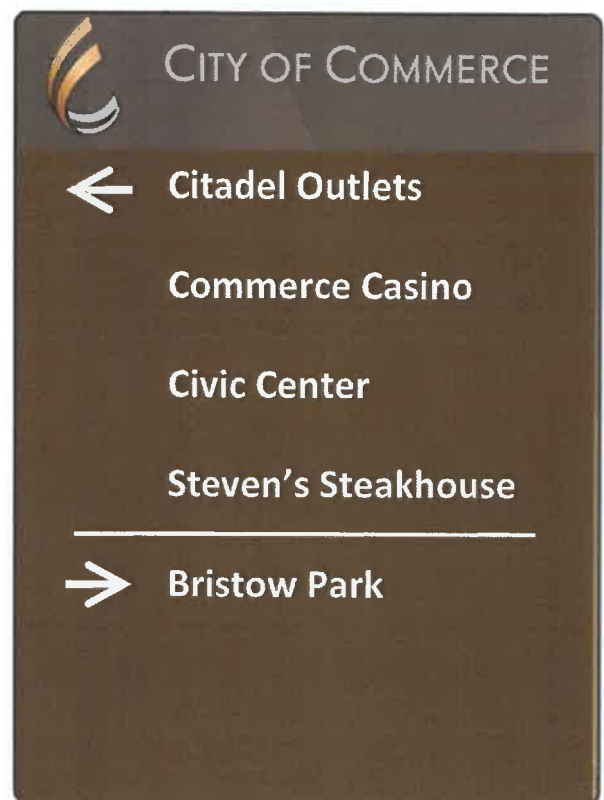 CITY OF COMMERCE
← Citadel Outlets
Commerce Casino
Civic Center
Steven's Steakhouse
→ Bristow Park